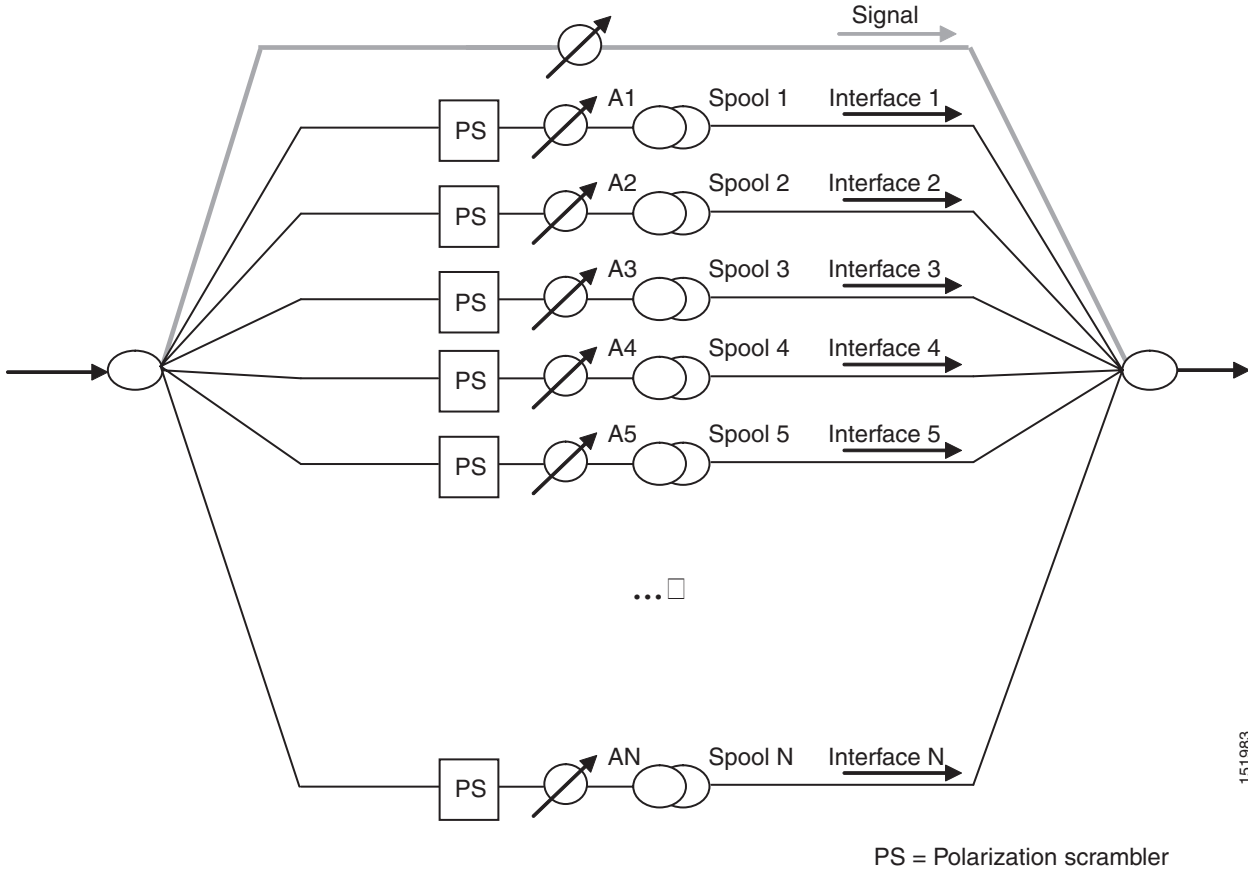 Signal
PS A1 Spool 1 Interface 1
PS A2 Spool 2 Interface 2
PS A3 Spool 3 Interface 3
PS A4 Spool 4 Interface 4
PS A5 Spool 5 Interface 5
...
PS AN Spool N Interface N
151983
PS = Polarization scrambler